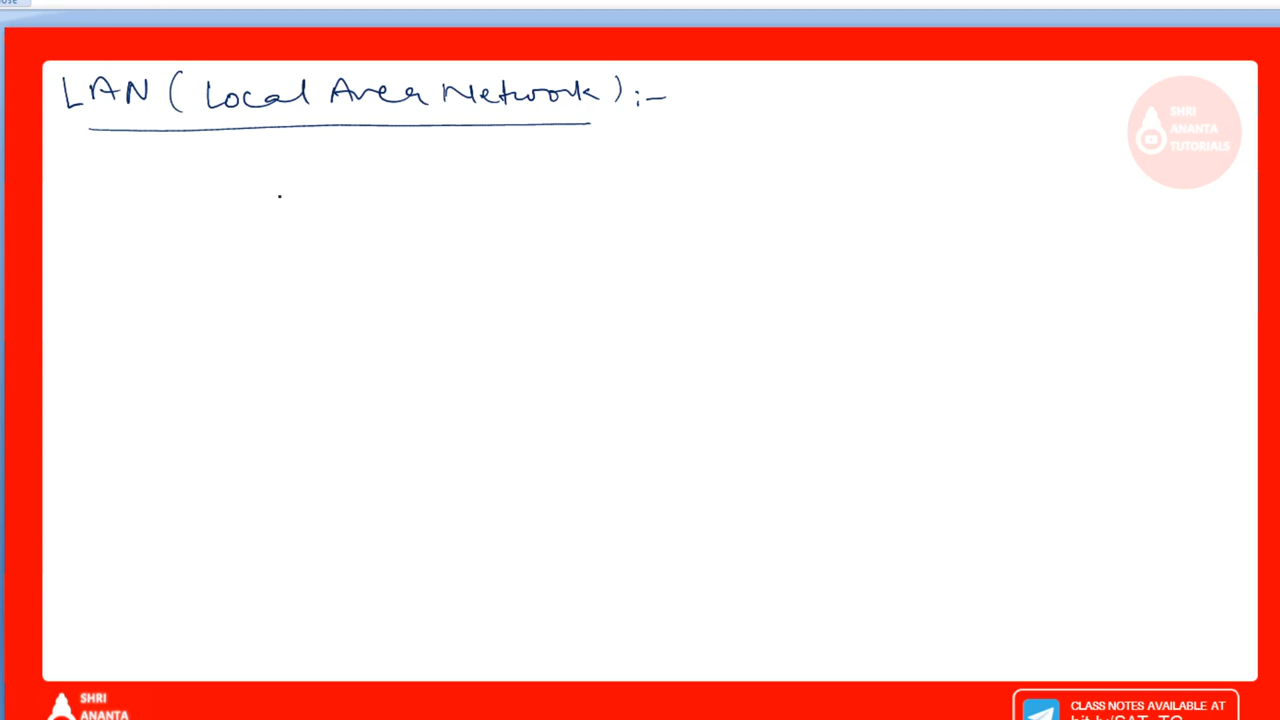 LAN ( Local Area Network ) :-
SHRI
ANANTA
TUTORIALS
SHRI
ANANTA
CLASS NOTES AVAILABLE AT